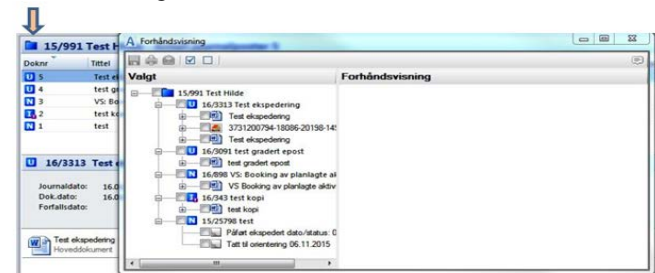 15/991 Test H
Forhåndsvisning
Doknr Tittel
U 5 Test ek
U 4 test gr
N 3 VS: Bo
2 test ko
N 1 test
U 16/3313 Test e
Journaldato: 16.0
Dok.dato: 16.0
Forfallsdato:
Test ekspedering
Hoveddokument
Valgt
Forhåndsvisning
15/991 Test Hilde
U 16/3313 Test ekspedering
Test ekspedering
3731200794-18086-20198-145
Test ekspedering
U 16/3091 test gradert epost
test gradert epost
N 16/898 VS: Booking av planlagte ak
VS Booking av planlagte aktiv
16/343 test kopi
test kopi
N 15/25798 test
Påført ekspedert dato/status: 0
Tatt til orientering 06.11.2015